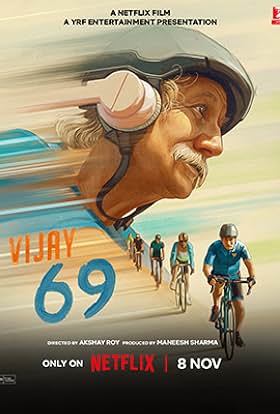 A NETFLIX FILM
A YRF ENTERTAINMENT PRESENTATION
VIJAY
69
DIRECTED BY AKSHAY ROY PRODUCED BY MANEESH SHARMA
ONLY ON NETFLIX 8 NOV